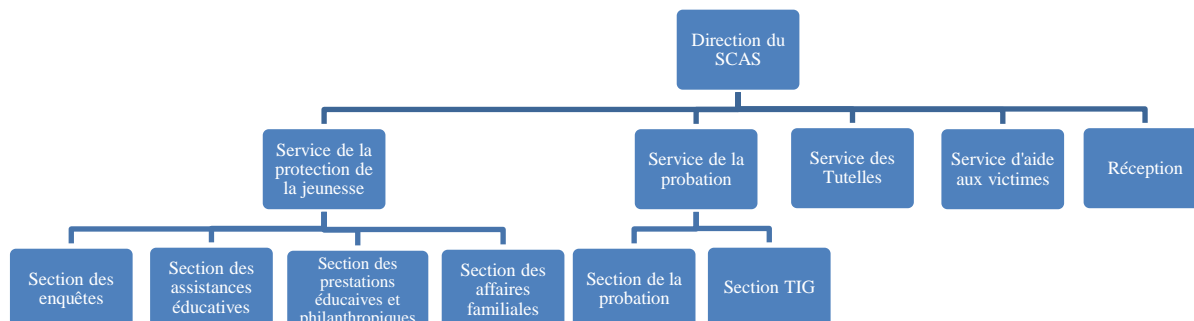 Direction du
SCAS
Service de la
protection de
la jeunesse
Service de la
probation
Service des
Tutelles
Service d'aide
aux victimes
Réception
Section des
enquêtes
Section des
assistances
éducatives
Section des
prestations
éducaives et
philanthropiques
Section des
affaires
familiales
Section de la
probation
Section TIG